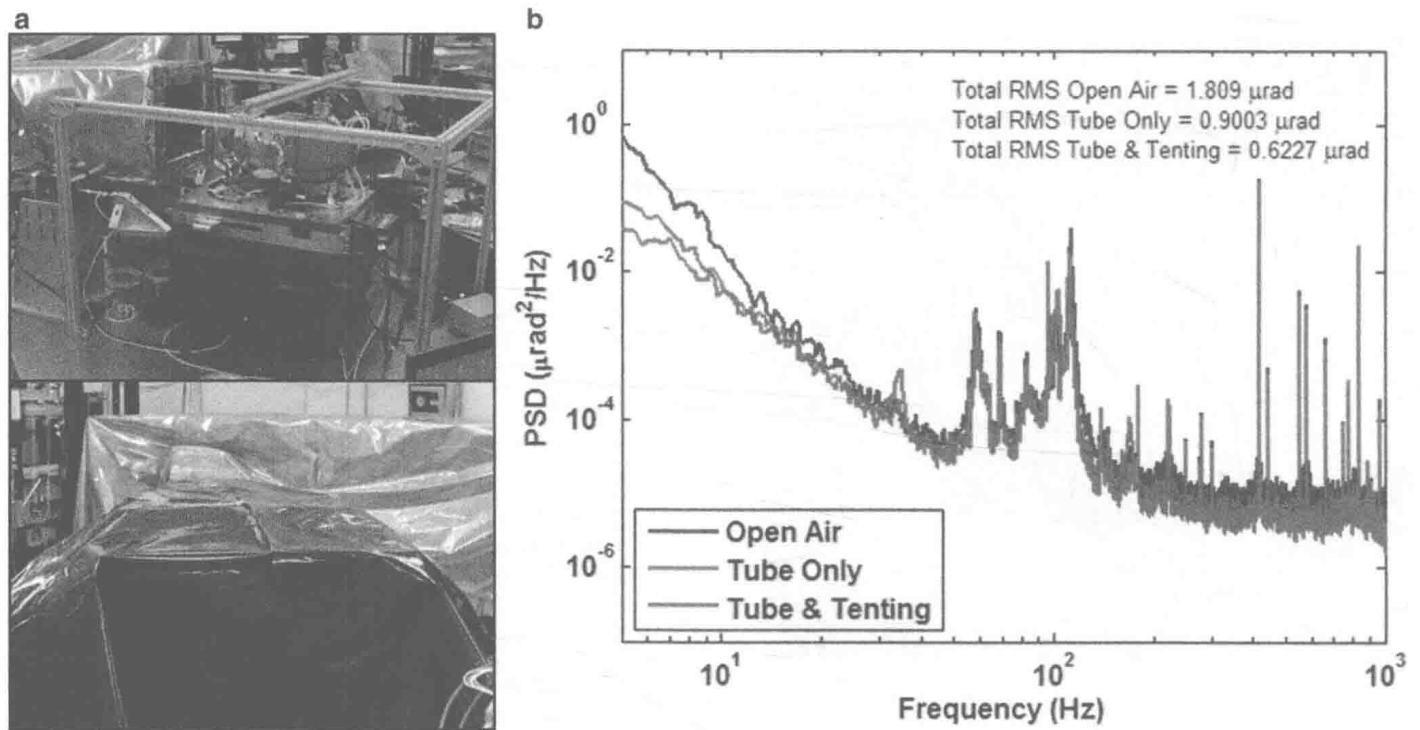 a
b
Total RMS Open Air = 1.809 μrad
Total RMS Tube Only = 0.9003 μrad
Total RMS Tube & Tenting = 0.6227 μrad
10^0
10^-2
10^-4
10^-6
PSD (μrad^2/Hz)
Open Air
Tube Only
Tube & Tenting
10^1
10^2
10^3
Frequency (Hz)